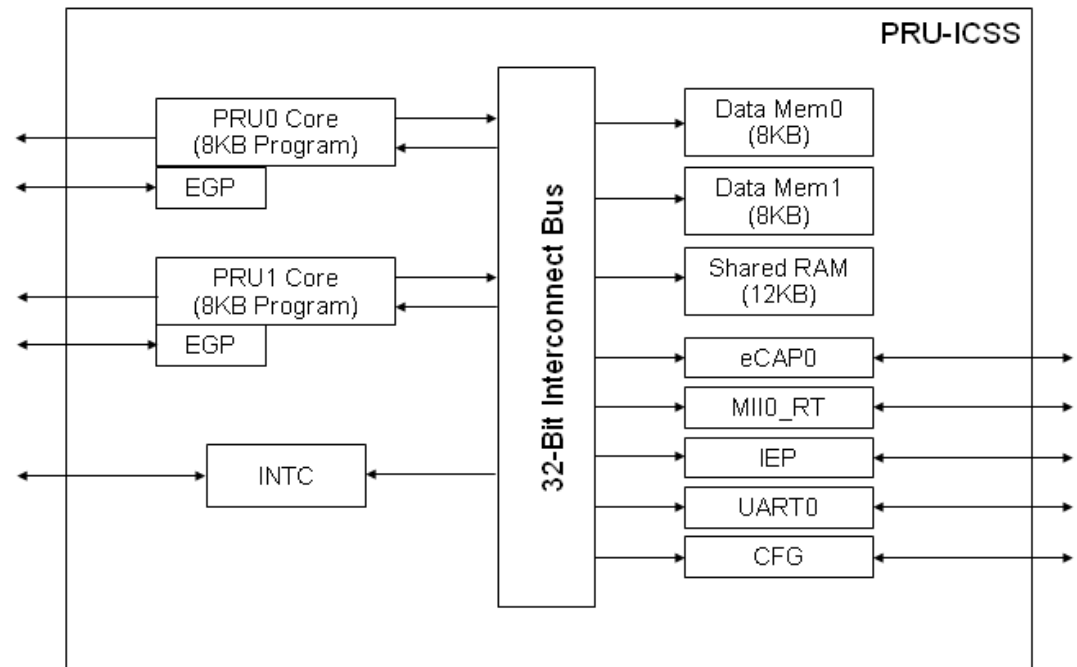 PRU-ICSS
PRU0 Core
(8KB Program)
EGP
PRU1 Core
(8KB Program)
EGP
INTC
32-Bit Interconnect Bus
Data Mem0
(8KB)
Data Mem1
(8KB)
Shared RAM
(12KB)
eCAP0
MII0_RT
IEP
UART0
CFG